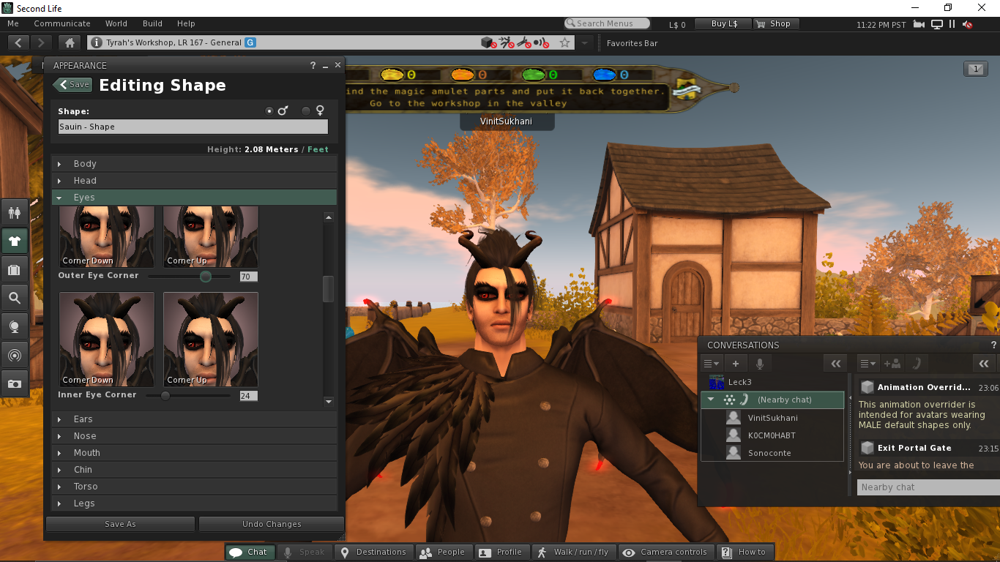 Second Life
Me Communicate World Build Help
Search Menus
L$ 0
Buy L$
Shop
11:22 PM PST
Tyrah's Workshop, LR 167 - General G
Favorites Bar
APPEARANCE ?
Save
Editing Shape
Shape:
Sauin - Shape
Height: 2.08 Meters / Feet
Body
Head
Eyes
Corner Down
Corner Up
Outer Eye Corner 70
Corner Down
Corner Up
Inner Eye Corner 24
Ears
Nose
Mouth
Chin
Torso
Legs
Save As
Undo Changes
0 0 0 0
ind the magic amulet parts and put it back together.
Go to the workshop in the valley
VinitSukhani
1
CONVERSATIONS ?
Leck3
(Nearby chat)
VinitSukhani
K0CM0HABT
Sonoconte
Animation Overrid... 23:06
This animation overrider is
intended for avatars wearing
MALE default shapes only.
Exit Portal Gate 23:15
You are about to leave the
Nearby chat
Chat
Speak
Destinations
People
Profile
Walk / run / fly
Camera controls
How to